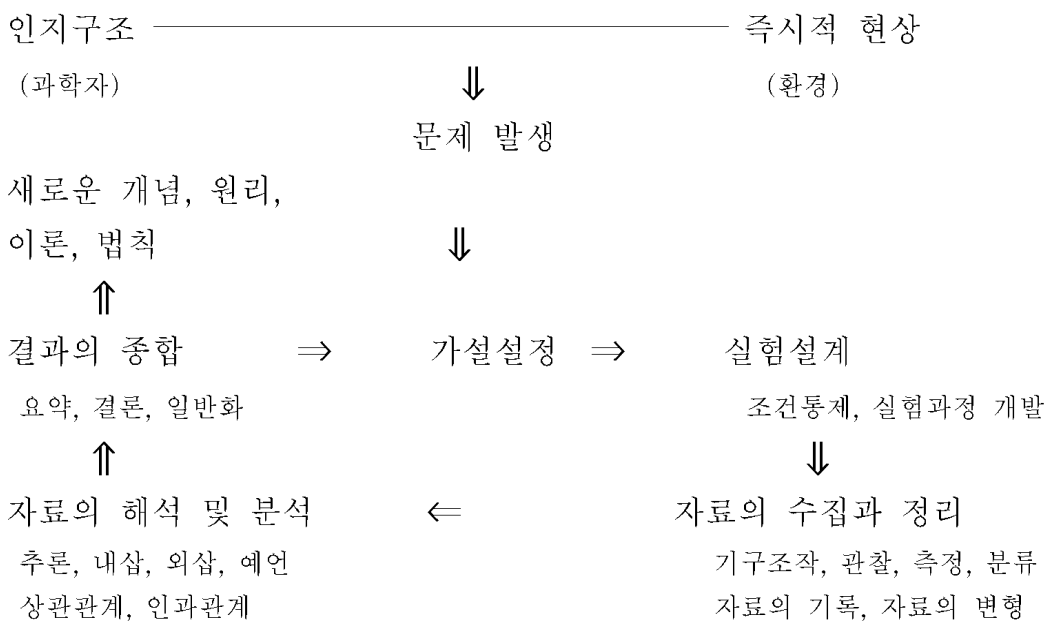 인지구조 즉시적 현상
(과학자) ⇓ (환경)
문제 발생
새로운 개념, 원리,
이론, 법칙 ⇓
⇑
결과의 종합 ⇒ 가설설정 ⇒ 실험설계
요약, 결론, 일반화 조건통제, 실험과정 개발
⇑ ⇓
자료의 해석 및 분석 ⇐ 자료의 수집과 정리
추론, 내삽, 외삽, 예언 기구조작, 관찰, 측정, 분류
상관관계, 인과관계 자료의 기록, 자료의 변형